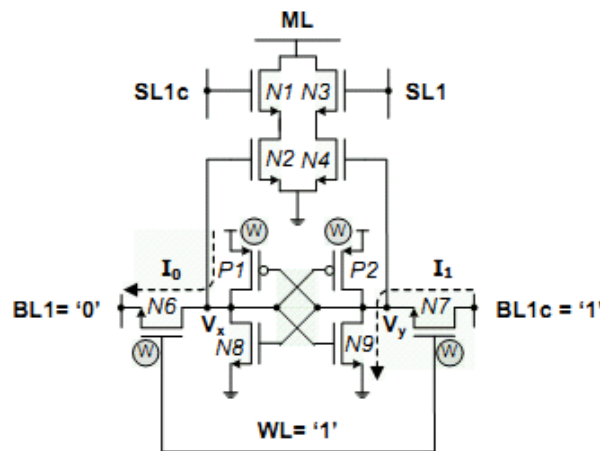 ML
SL1c N1 N3 SL1
N2 N4
W W
I0 P1 P2 I1
BL1= ‘0’ N6 N7 BL1c = ‘1’
Vx Vy
W N8 N9 W
WL= ‘1’